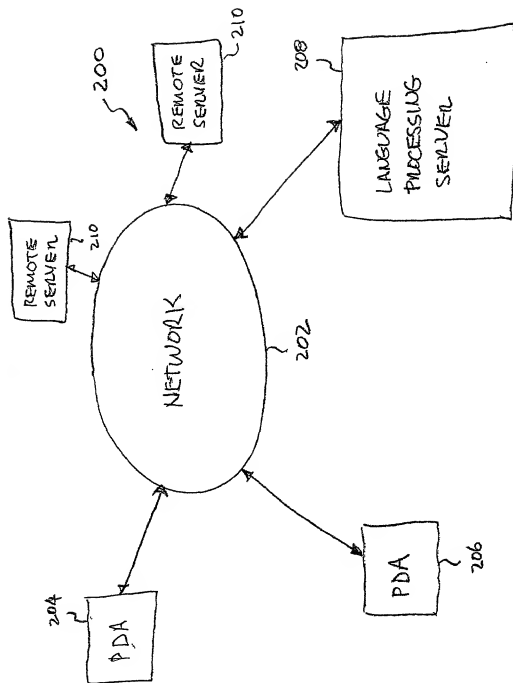 REMOTE
SERVER
210
200
210
REMOTE
SERVER
204
PDA
NETWORK
202
208
LANGUAGE
PROCESSING
SERVER
PDA
206